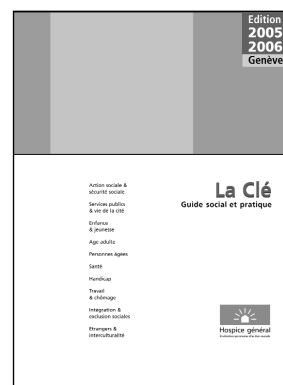 Edition
2005
2006
Genève
La Clé
Guide social et pratique
Action sociale &
sécurité sociale
Services publics
& vie de la cité
Enfance
& jeunesse
Age adulte
Personnes âgées
Santé
Handicap
Travail
& chômage
Intégration &
exclusion sociales
Etrangers &
interculturalité
Hospice général